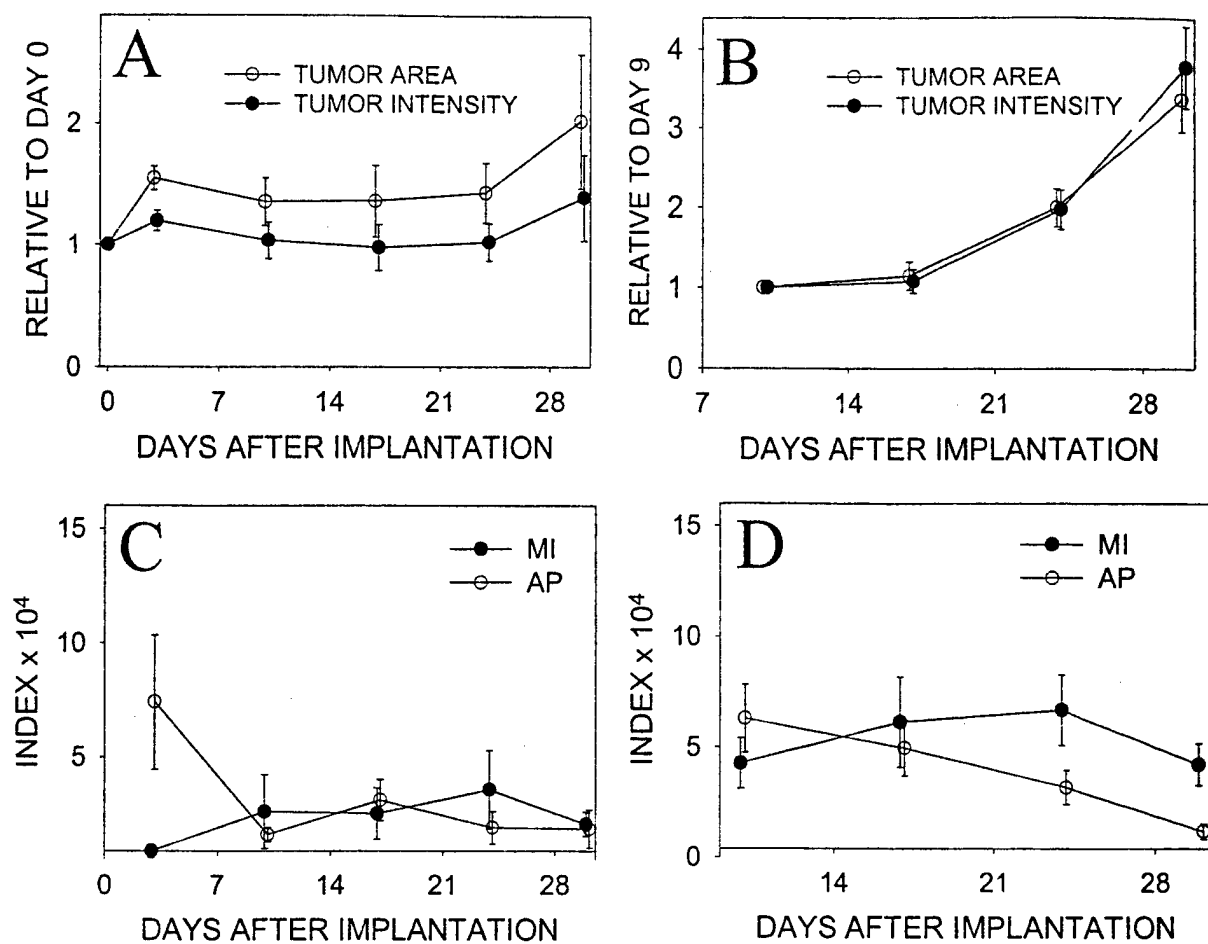 A
TUMOR AREA
TUMOR INTENSITY
RELATIVE TO DAY 0
2
1
0
0 7 14 21 28
DAYS AFTER IMPLANTATION
B
TUMOR AREA
TUMOR INTENSITY
RELATIVE TO DAY 9
4
3
2
1
0
7 14 21 28
DAYS AFTER IMPLANTATION
C
MI
AP
INDEX x 10⁴
15
10
5
0 7 14 21 28
DAYS AFTER IMPLANTATION
D
MI
AP
INDEX x 10⁴
15
10
5
0
14 21 28
DAYS AFTER IMPLANTATION